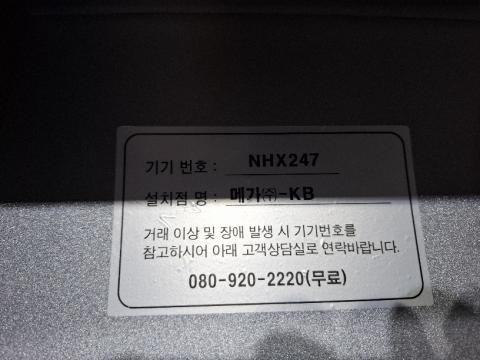 기기 번호 : NHX247
설치점 명 : 메가㈜-KB
거래 이상 및 장애 발생 시 기기번호를
참고하시어 아래 고객상담실로 연락바랍니다.
080-920-2220(무료)